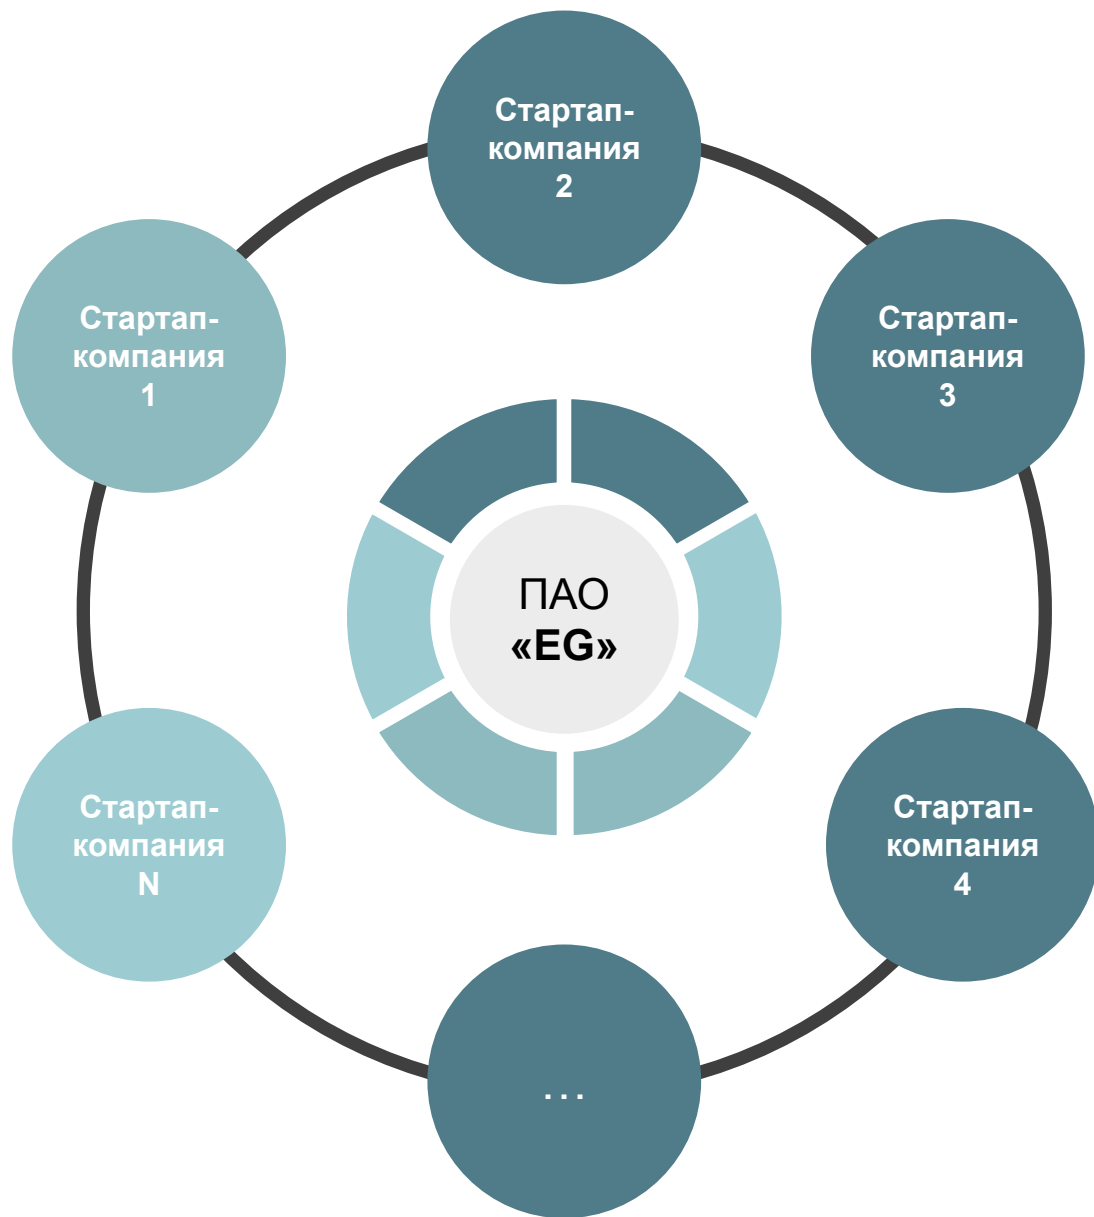 Стартап-
компания
2
Стартап-
компания
1
Стартап-
компания
3
ПАО
«EG»
Стартап-
компания
N
Стартап-
компания
4
...